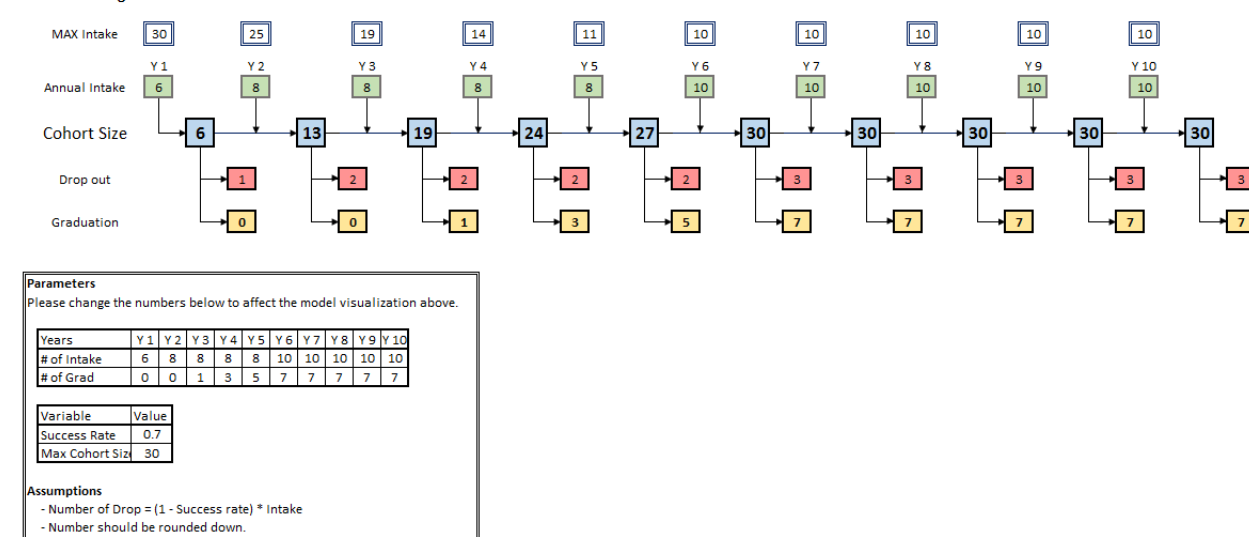 MAX Intake 30 25 19 14 11 10 10 10 10 10
Y 1 Y 2 Y 3 Y 4 Y 5 Y 6 Y 7 Y 8 Y 9 Y 10
Annual Intake 6 8 8 8 8 10 10 10 10 10
Cohort Size 6 13 19 24 27 30 30 30 30 30
Drop out 1 2 2 2 2 3 3 3 3 3
Graduation 0 0 1 3 5 7 7 7 7 7
Parameters
Please change the numbers below to affect the model visualization above.
Years Y 1 Y 2 Y 3 Y 4 Y 5 Y 6 Y 7 Y 8 Y 9 Y 10
# of Intake 6 8 8 8 8 10 10 10 10 10
# of Grad 0 0 1 3 5 7 7 7 7 7
Variable Value
Success Rate 0.7
Max Cohort Siz 30
Assumptions
- Number of Drop = (1 - Success rate) * Intake
- Number should be rounded down.